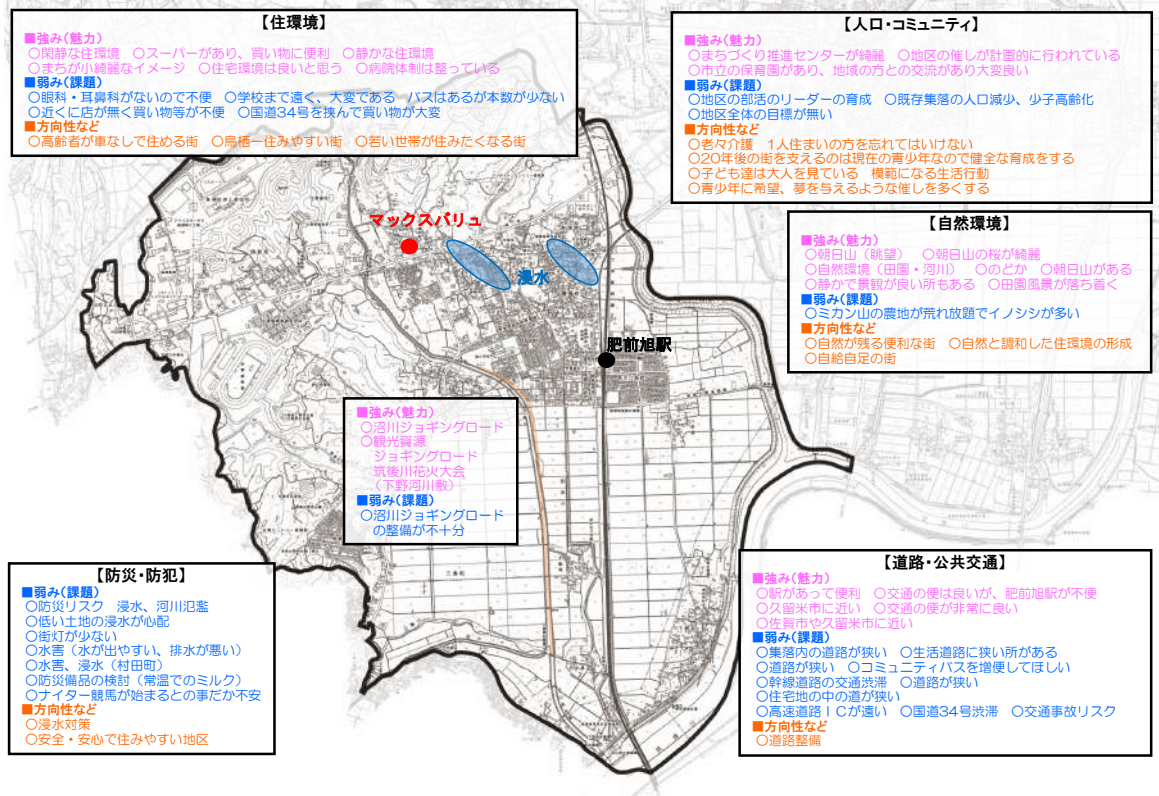 【住環境】
■強み(魅力)
○閑静な住環境　○スーパーがあり、買い物に便利　○静かな住環境
○まちが小綺麗なイメージ　○住宅環境は良いと思う　○病院体制は整っている
■弱み(課題)
○眼科・耳鼻科がないので不便　○学校まで遠く、大変である　バスはあるが本数が少ない
○近くに店が無く買い物等が不便　○国道34号を挟んで買い物が大変
■方向性など
○高齢者が車なしで住める街　○鳥栖一住みやすい街　○若い世帯が住みたくなる街
【人口・コミュニティ】
■強み(魅力)
○まちづくり推進センターが綺麗　○地区の催しが計画的に行われている
○市立の保育園があり、地域の方との交流があり大変良い
■弱み(課題)
○地区の部活のリーダーの育成　○既存集落の人口減少、少子高齢化
○地区全体の目標が無い
■方向性など
○老々介護　1人住まいの方を忘れてはいけない
○20年後の街を支えるのは現在の青少年なので健全な育成をする
○子ども達は大人を見ている　模範になる生活行動
○青少年に希望、夢を与えるような催しを多くする
【自然環境】
■強み(魅力)
○朝日山（眺望）　○朝日山の桜が綺麗
○自然環境（田園・河川）　○のどか　○朝日山がある
○静かで景観が良い所もある　○田園風景が落ち着く
■弱み(課題)
○ミカン山の農地が荒れ放題でイノシシが多い
■方向性など
○自然が残る便利な街　○自然と調和した住環境の形成
○自給自足の街
マックスバリュ
浸水
肥前旭駅
■強み(魅力)
○沼川ジョギングロード
○観光資源
ジョギングロード
筑後川花火大会
（下野河川敷）
■弱み(課題)
○沼川ジョギングロード
の整備が不十分
【防災・防犯】
■弱み(課題)
○防災リスク　浸水、河川氾濫
○低い土地の浸水が心配
○街灯が少ない
○水害（水が出やすい、排水が悪い）
○水害、浸水（村田町）
○防災備品の検討（常温でのミルク）
○ナイター競馬が始まるとの事だか不安
■方向性など
○浸水対策
○安全・安心で住みやすい地区
【道路・公共交通】
■強み(魅力)
○駅があって便利　○交通の便は良いが、肥前旭駅が不便
○久留米市に近い　○交通の便が非常に良い
○佐賀市や久留米市に近い
■弱み(課題)
○集落内の道路が狭い　○生活道路に狭い所がある
○道路が狭い　○コミュニティバスを増便してほしい
○幹線道路の交通渋滞　○道路が狭い
○住宅地の中の道が狭い
○高速道路ＩＣが遠い　○国道34号渋滞　○交通事故リスク
■方向性など
○道路整備